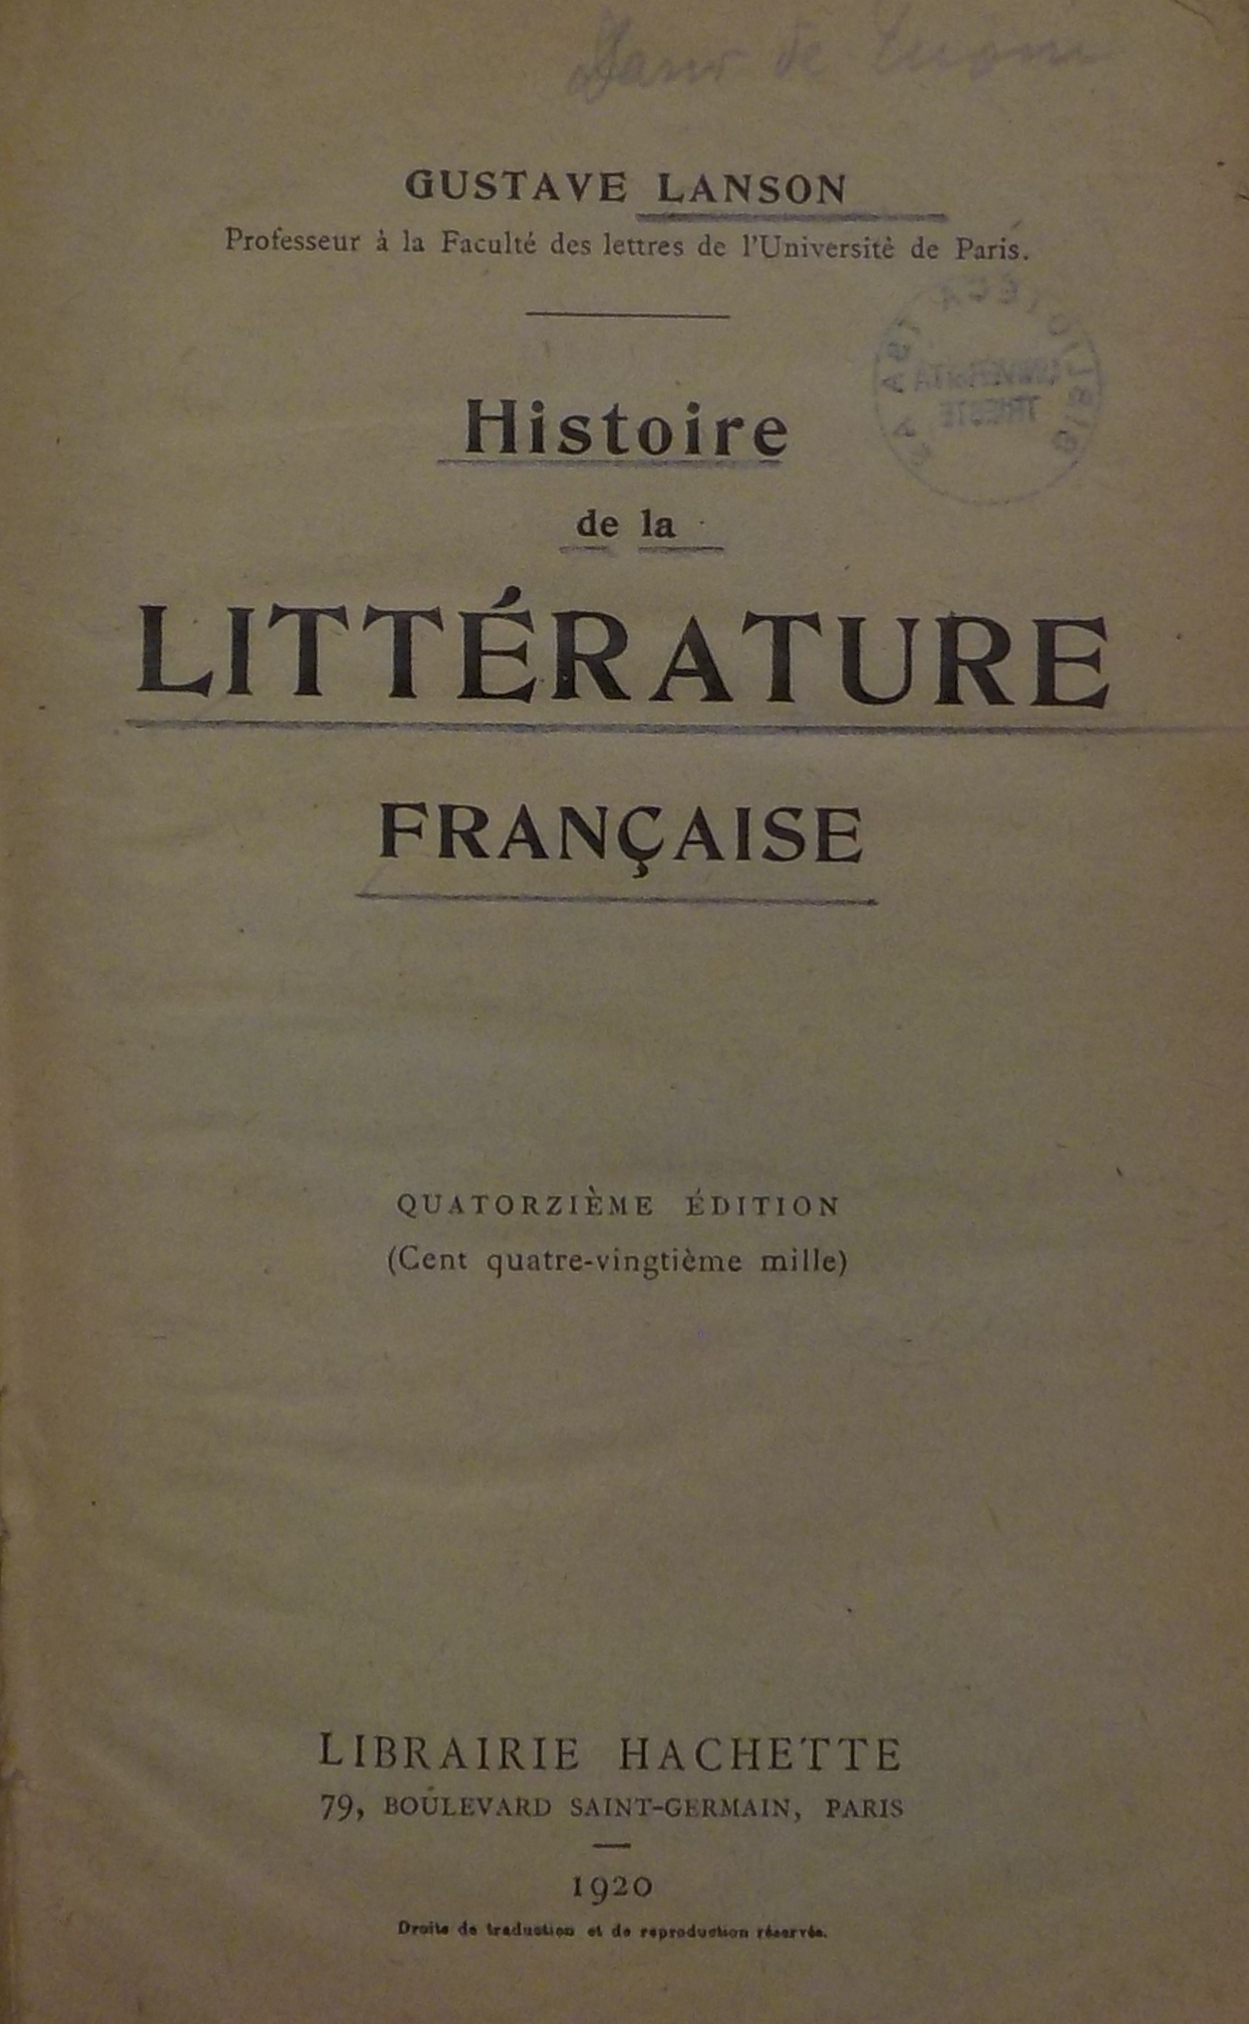 GUSTAVE LANSON
Professeur à la Faculté des lettres de l'Université de Paris.
Histoire
de la
LITTÉRATURE
FRANÇAISE
QUATORZIÈME ÉDITION
(Cent quatre-vingtième mille)
LIBRAIRIE HACHETTE
79, BOULEVARD SAINT-GERMAIN, PARIS
1920
Droits de traduction et de reproduction réservés.